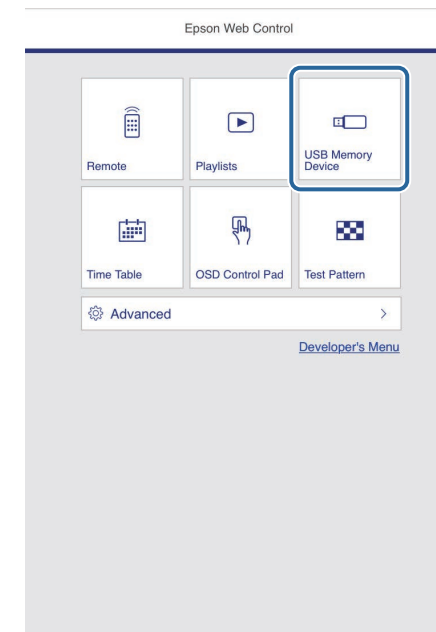 Epson Web Control
Remote
Playlists
USB Memory
Device
Time Table
OSD Control Pad
Test Pattern
Advanced
Developer's Menu